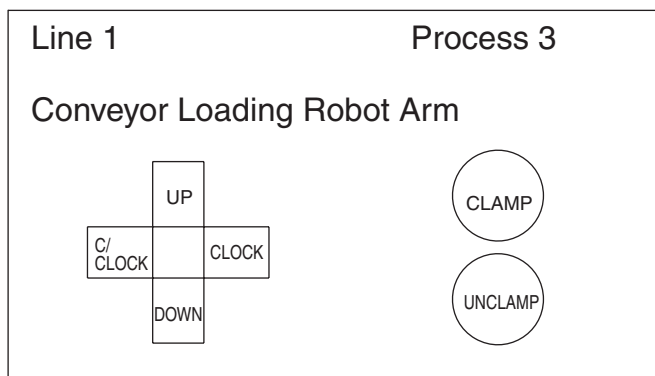 Line 1 Process 3
Conveyor Loading Robot Arm
UP
CLAMP
C/
CLOCK
CLOCK
DOWN
UNCLAMP